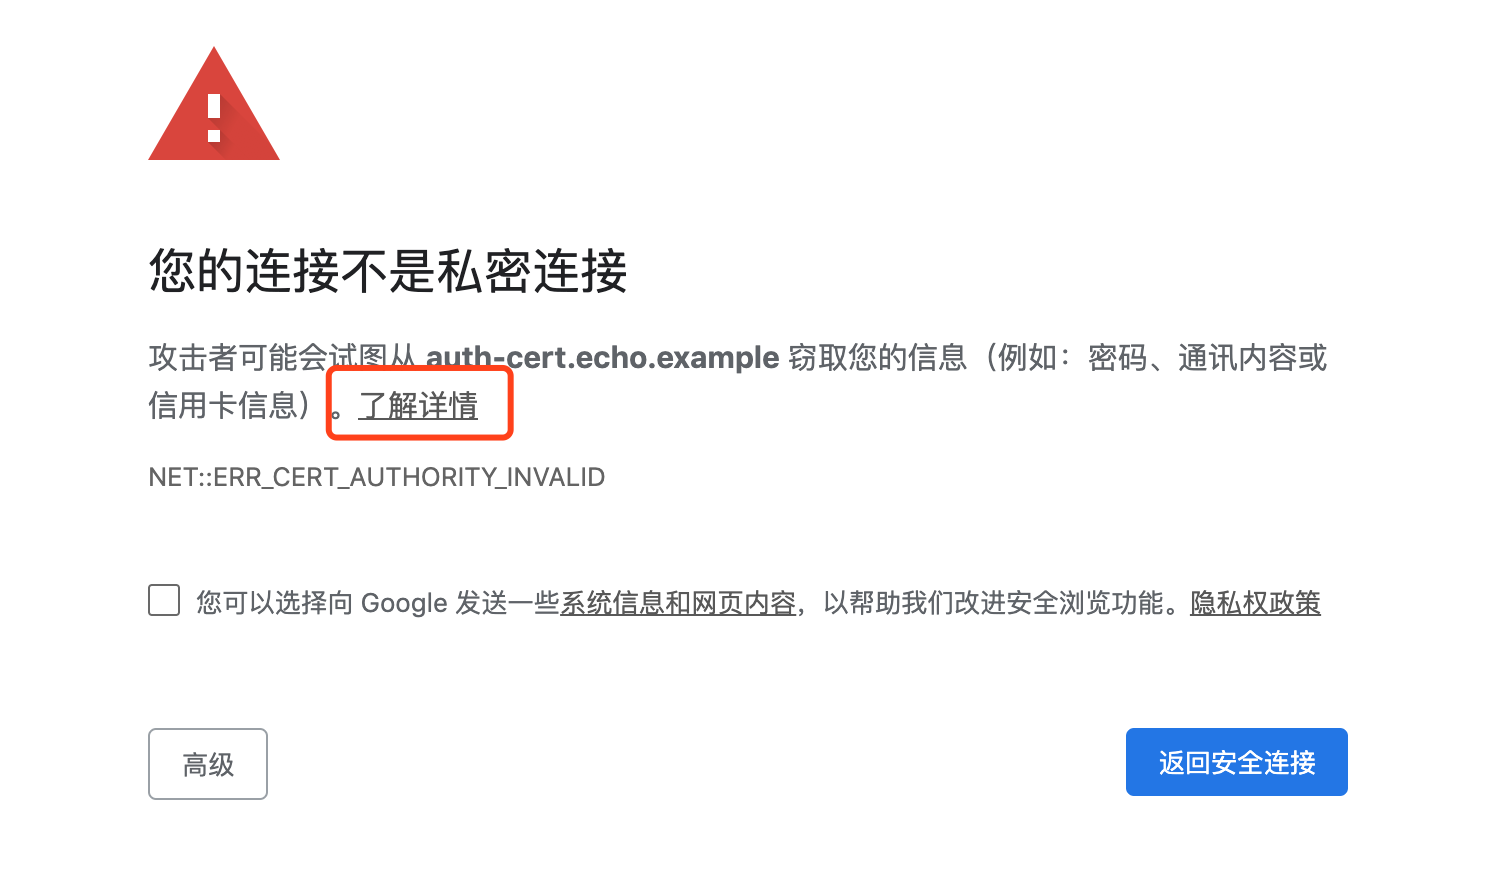 您的连接不是私密连接
攻击者可能会试图从 auth-cert.echo.example 窃取您的信息（例如：密码、通讯内容或
信用卡信息）。了解详情
NET::ERR_CERT_AUTHORITY_INVALID
您可以选择向 Google 发送一些系统信息和网页内容，以帮助我们改进安全浏览功能。隐私权政策
高级
返回安全连接